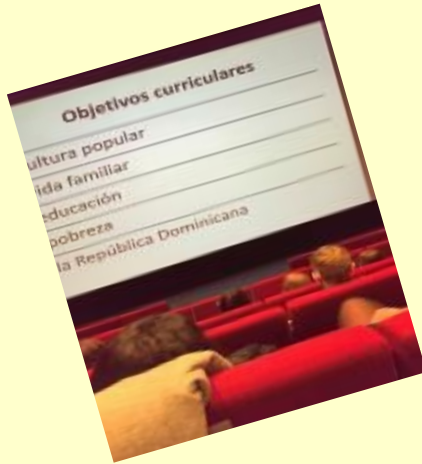 Objetivos curriculares
ultura popular
ida familiar
educación
pobreza
la República Dominicana